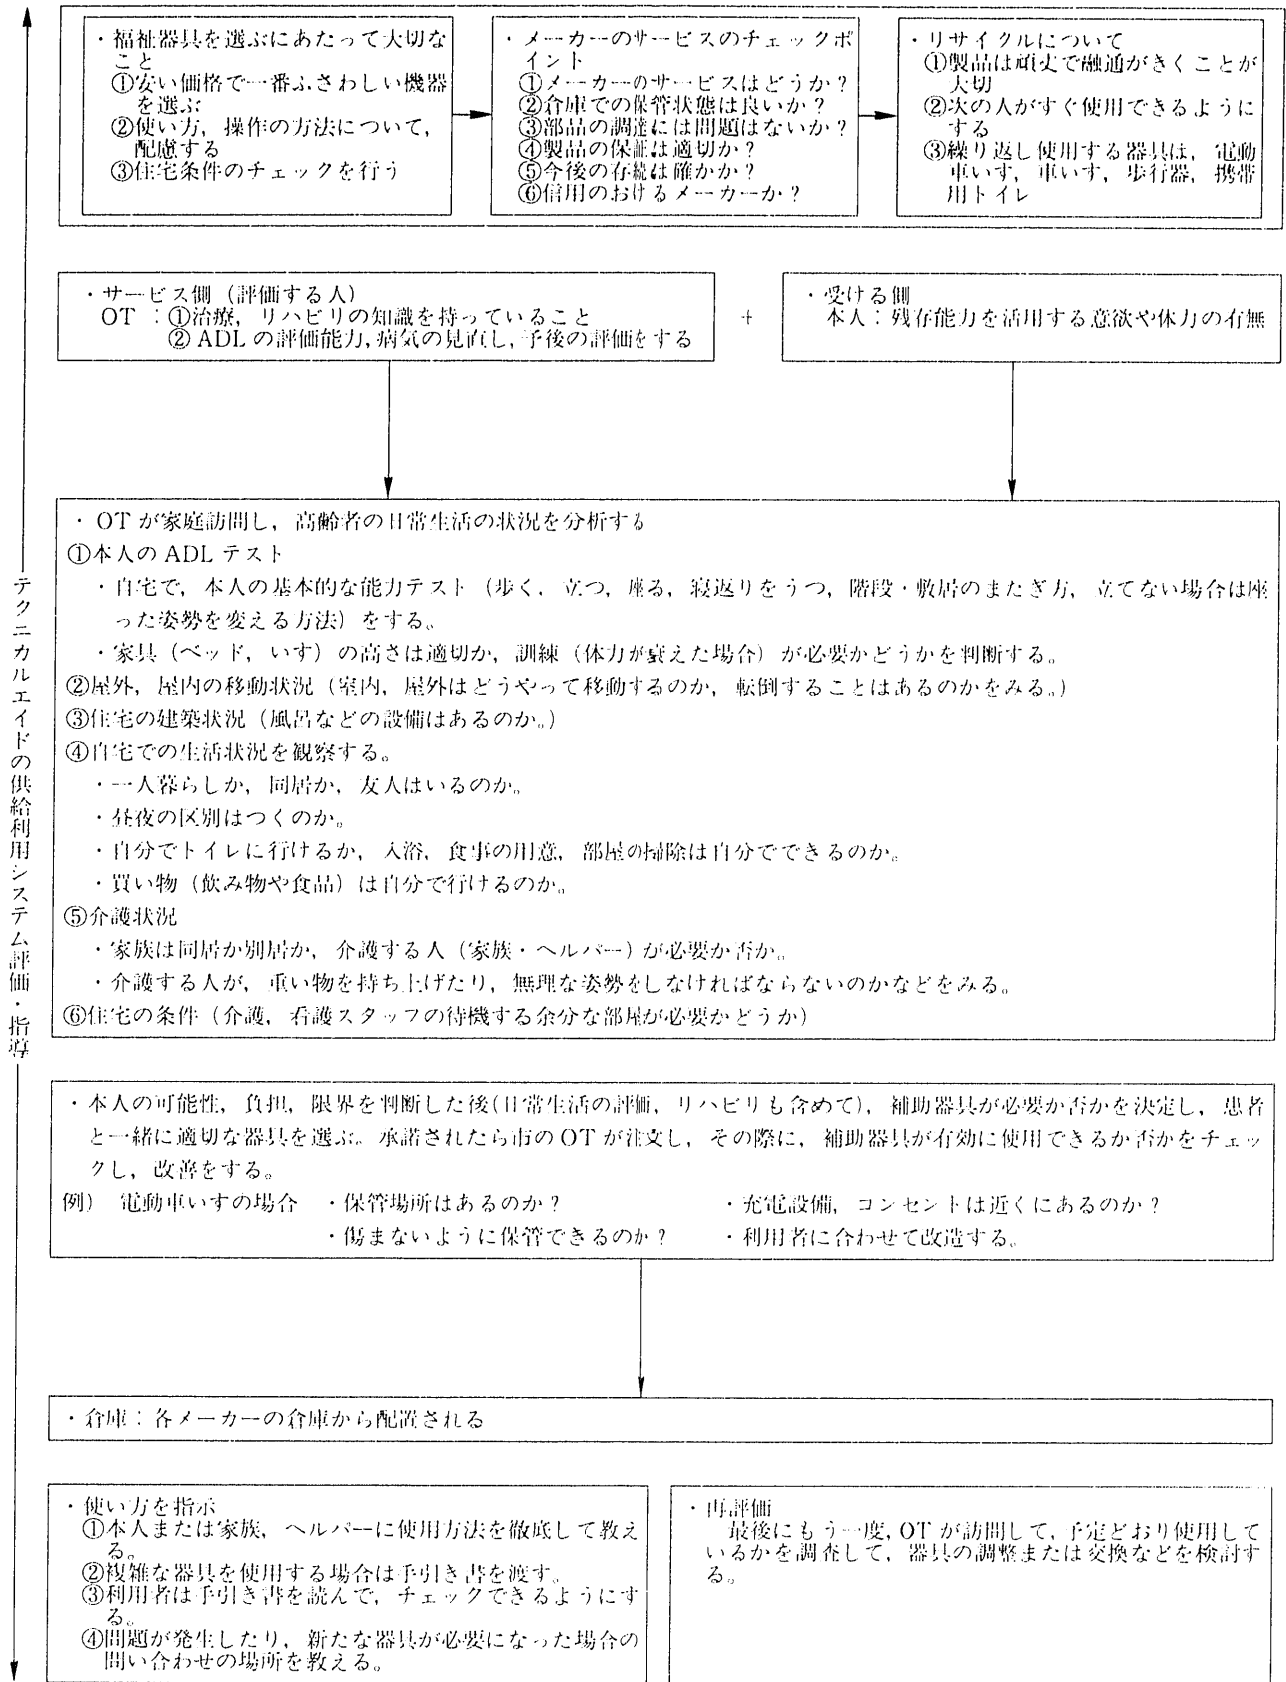 ・福祉器具を選ぶにあたって大切な
こと
①安い価格で一番ふさわしい機器
を選ぶ
②使い方，操作の方法について，
配慮する
③住宅条件のチェックを行う
・メーカーのサービスのチェックポ
イント
①メーカーのサービスはどうか？
②倉庫での保管状態は良いか？
③部品の調達には問題はないか？
④製品の保証は適切か？
⑤今後の存続は確かか？
⑥信用のおけるメーカーか？
・リサイクルについて
①製品は頑丈で融通がきくことが
大切
②次の人がすぐ使用できるように
する
③繰り返し使用する器具は，電動
車いす，車いす，歩行器，携帯
用トイレ
・サービス側（評価する人）
OT：①治療，リハビリの知識を持っていること
②ADLの評価能力，病気の見直し，予後の評価をする
+
・受ける側
本人：残存能力を活用する意欲や体力の有無
・OTが家庭訪問し，高齢者の日常生活の状況を分析する
①本人のADLテスト
・自宅で，本人の基本的な能力テスト（歩く，立つ，座る，寝返りをうつ，階段・敷居のまたぎ方，立てない場合は座
った姿勢を変える方法）をする。
・家具（ベッド，いす）の高さは適切か，訓練（体力が衰えた場合）が必要かどうかを判断する。
②屋外，屋内の移動状況（室内，屋外はどうやって移動するのか，転倒することはあるのかをみる。）
③住宅の建築状況（風呂などの設備はあるのか。）
④自宅での生活状況を観察する。
・一人暮らしか，同居か，友人はいるのか。
・昼夜の区別はつくのか。
・自分でトイレに行けるか，入浴，食事の用意，部屋の掃除は自分でできるのか。
・買い物（飲み物や食品）は自分で行けるのか。
⑤介護状況
・家族は同居か別居か，介護する人（家族・ヘルパー）が必要か否か。
・介護する人が，重い物を持ち上げたり，無理な姿勢をしなければならないのかなどをみる。
⑥住宅の条件（介護，看護スタッフの待機する余分な部屋が必要かどうか）
テクニカルエイドの供給利用システム評価・指導
・本人の可能性，負担，限界を判断した後（日常生活の評価，リハビリも含めて），補助器具が必要か否かを決定し，患者
と一緒に適切な器具を選ぶ。承諾されたら市のOTが注文し，その際に，補助器具が有効に使用できるか否かをチェッ
クし，改善をする。
例）　電動車いすの場合　・保管場所はあるのか？　・充電設備，コンセントは近くにあるのか？
・傷まないように保管できるのか？　・利用者に合わせて改造する。
・倉庫：各メーカーの倉庫から配置される
・使い方を指示
①本人または家族，ヘルパーに使用方法を徹底して教え
る。
②複雑な器具を使用する場合は手引き書を渡す。
③利用者は手引き書を読んで，チェックできるようにす
る。
④問題が発生したり，新たな器具が必要になった場合の
問い合わせの場所を教える。
・再評価
最後にもう一度，OTが訪問して，予定どおり使用して
いるかを調査して，器具の調整または交換などを検討す
る。